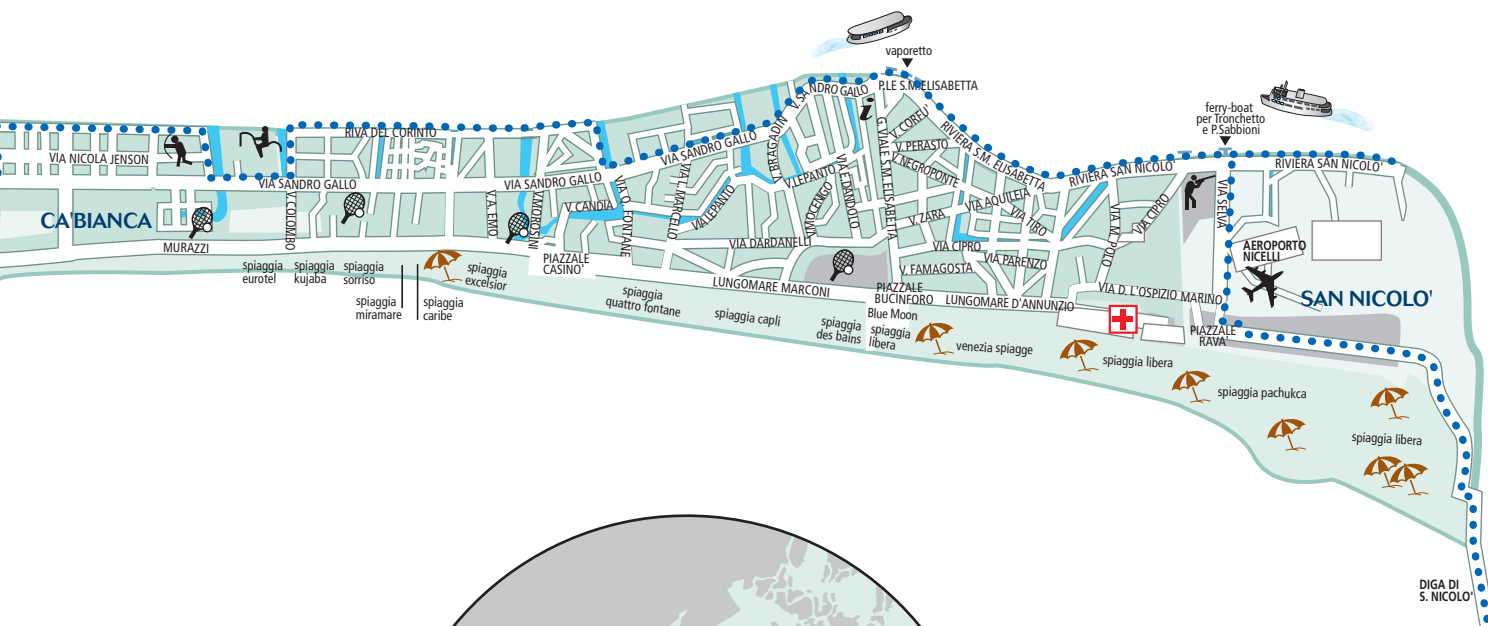 vaporetto
P.LE S.M.ELISABETTA
ferry-boat
per Tronchetto
e P.Sabbioni
RIVA DEL CORINTO
VIA NICOLA JENSON
VIA SANDRO GALLO
CA'BIANCA
MURAZZI
V. COLOMBO
V.A. EMO
V.MOROSINI
VIA SANDRO GALLO
V. CANDIA
VIA Q. FONTANE
PIAZZALE
CASINO'
VIA L. MARCELLO
VIA LEPANTO
VIA SANDRO GALLO
V. BRAGADIN
V. SANDRO GALLO
V.LEPANTO
VIA DARDANELLI
VIA E.DANDOLO
G.VIALE S.M. ELISABETTA
i
V. CORFU'
V. PERASTO
V.NEGROPONTE
V. ZARA
VIA CIPRO
V. FAMAGOSTA
RIVIERA S.M. ELISABETTA
VIA AQUILEIA
VIA TIRO
VIA PARENZO
RIVIERA SAN NICOLO'
VIA M. POLO
VIA CIPRO
VIA SELVA
RIVIERA SAN NICOLO'
AEROPORTO
NICELLI
SAN NICOLO'
VIA D. L'OSPIZIO MARINO
PIAZZALE
RAVA'
LUNGOMARE MARCONI
PIAZZALE
BUCINFORO
LUNGOMARE D'ANNUNZIO
Blue Moon
spiaggia
eurotel
spiaggia
kujaba
spiaggia
sorriso
spiaggia
miramare
spiaggia
caribe
spiaggia
excelsior
spiaggia
quattro fontane
spiaggia capli
spiaggia
des bains
spiaggia
libera
venezia spiagge
spiaggia libera
spiaggia pachukca
spiaggia libera
DIGA DI
S. NICOLO'